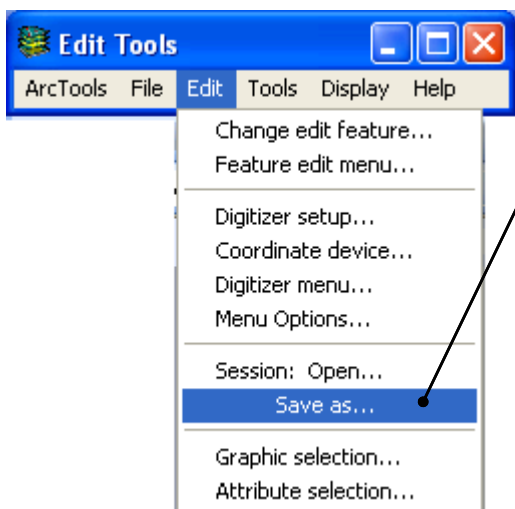 Edit Tools
ArcTools File Edit Tools Display Help
Change edit feature...
Feature edit menu...
Digitizer setup...
Coordinate device...
Digitizer menu...
Menu Options...
Session: Open...
Save as...
Graphic selection...
Attribute selection...